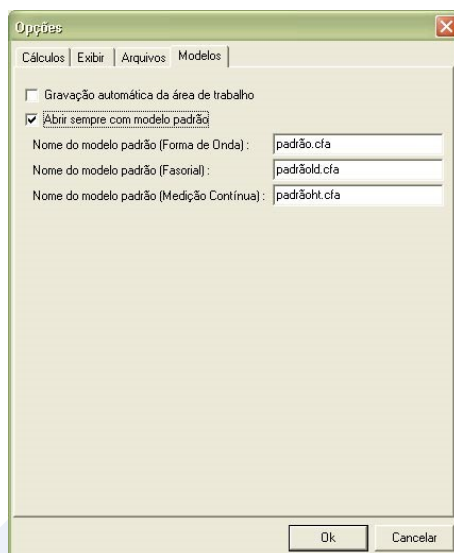 Opções
Cálculos Exibir Arquivos Modelos
Gravação automática da área de trabalho
Abrir sempre com modelo padrão
Nome do modelo padrão (Forma de Onda) : padrão.cfa
Nome do modelo padrão (Fasorial) : padrãold.cfa
Nome do modelo padrão (Medição Contínua) : padrãoht.cfa
Ok Cancelar